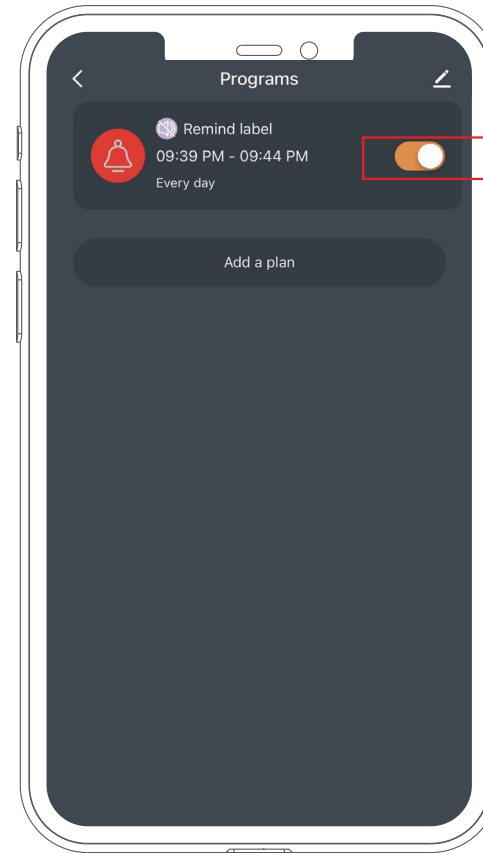 Programs
Remind label
09:39 PM - 09:44 PM
Every day
Add a plan